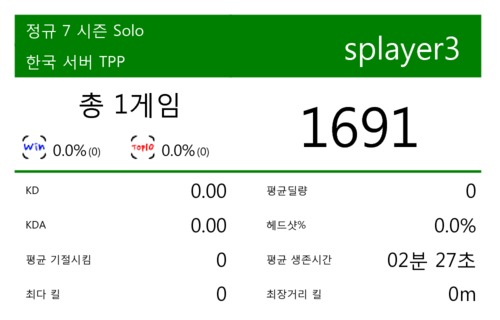 정규 7 시즌 Solo
한국 서버 TPP
splayer3
총 1게임
Win 0.0% (0)
Top10 0.0% (0)
1691
KD 0.00
평균딜량 0
KDA 0.00
헤드샷% 0.0%
평균 기절시킴 0
평균 생존시간 02분 27초
최다 킬 0
최장거리 킬 0m